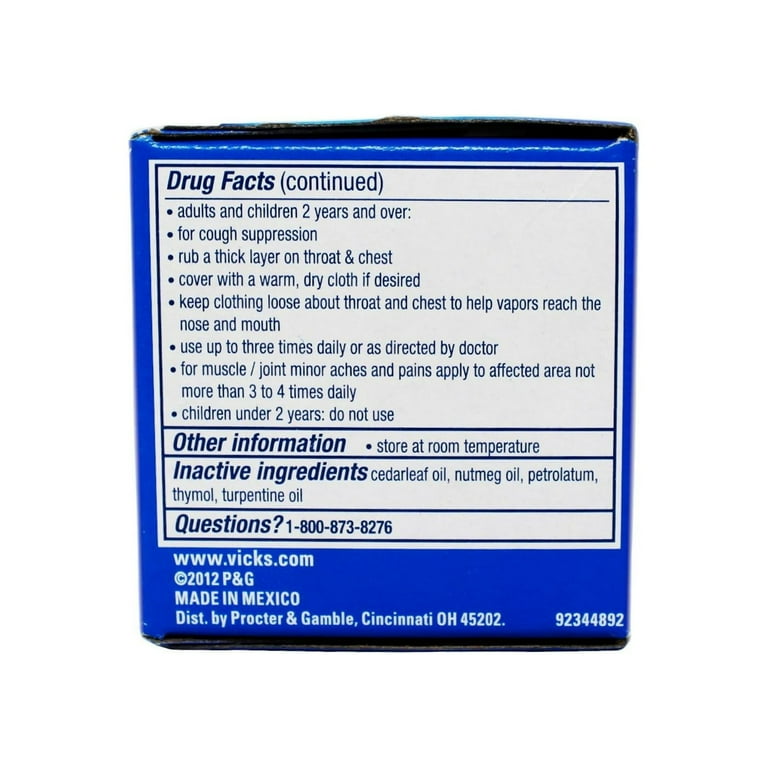 Drug Facts (continued)
• adults and children 2 years and over:
• for cough suppression
• rub a thick layer on throat & chest
• cover with a warm, dry cloth if desired
• keep clothing loose about throat and chest to help vapors reach the
nose and mouth
• use up to three times daily or as directed by doctor
• for muscle / joint minor aches and pains apply to affected area not
more than 3 to 4 times daily
• children under 2 years: do not use
Other information • store at room temperature
Inactive ingredients cedarleaf oil, nutmeg oil, petrolatum,
thymol, turpentine oil
Questions? 1-800-873-8276
www.vicks.com
©2012 P&G
MADE IN MEXICO
Dist. by Procter & Gamble, Cincinnati OH 45202. 92344892